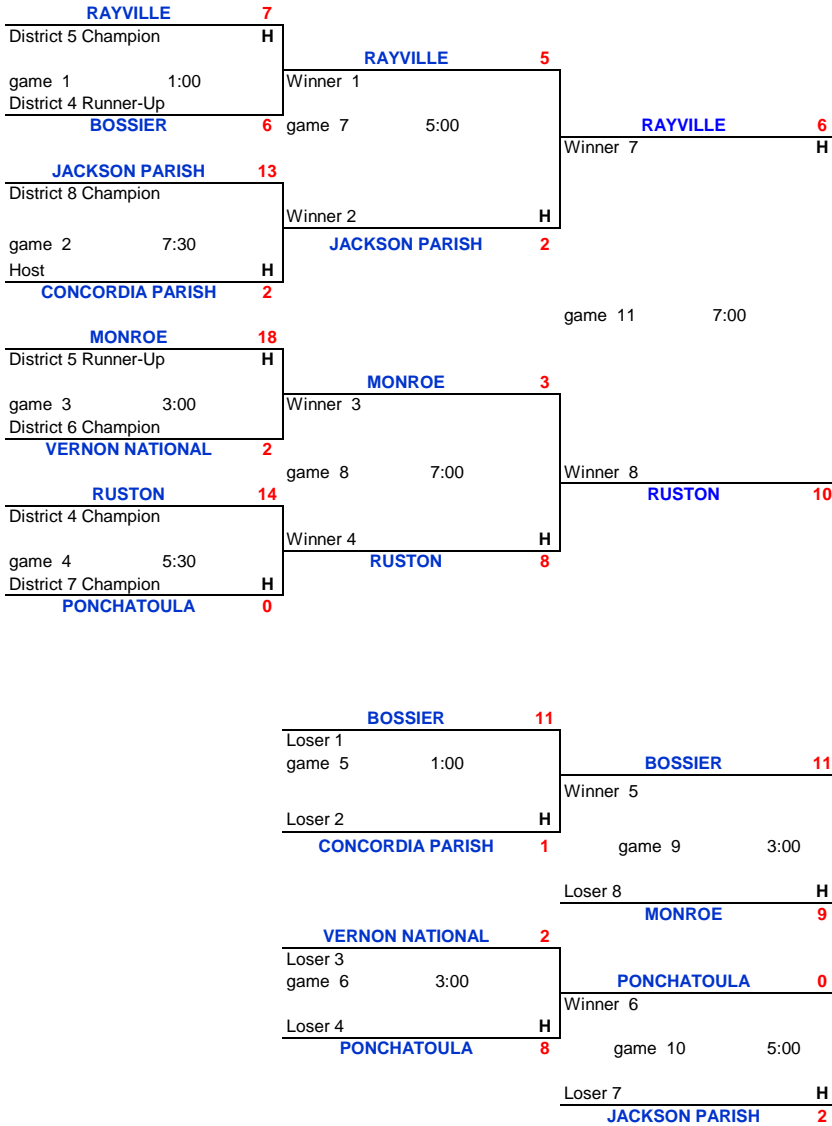 RAYVILLE 7
District 5 Champion H
RAYVILLE 5
game 1 1:00 Winner 1
District 4 Runner-Up
BOSSIER 6 game 7 5:00 RAYVILLE 6
Winner 7 H
JACKSON PARISH 13
District 8 Champion
Winner 2 H
game 2 7:30 JACKSON PARISH 2
Host H
CONCORDIA PARISH 2
game 11 7:00
MONROE 18
District 5 Runner-Up H
MONROE 3
game 3 3:00 Winner 3
District 6 Champion
VERNON NATIONAL 2
game 8 7:00 Winner 8
RUSTON 14 RUSTON 10
District 4 Champion
Winner 4 H
game 4 5:30 RUSTON 8
District 7 Champion H
PONCHATOULA 0
BOSSIER 11
Loser 1
game 5 1:00 BOSSIER 11
Winner 5
Loser 2 H
CONCORDIA PARISH 1 game 9 3:00
Loser 8 H
MONROE 9
VERNON NATIONAL 2
Loser 3
game 6 3:00 PONCHATOULA 0
Winner 6
Loser 4 H
PONCHATOULA 8 game 10 5:00
Loser 7 H
JACKSON PARISH 2